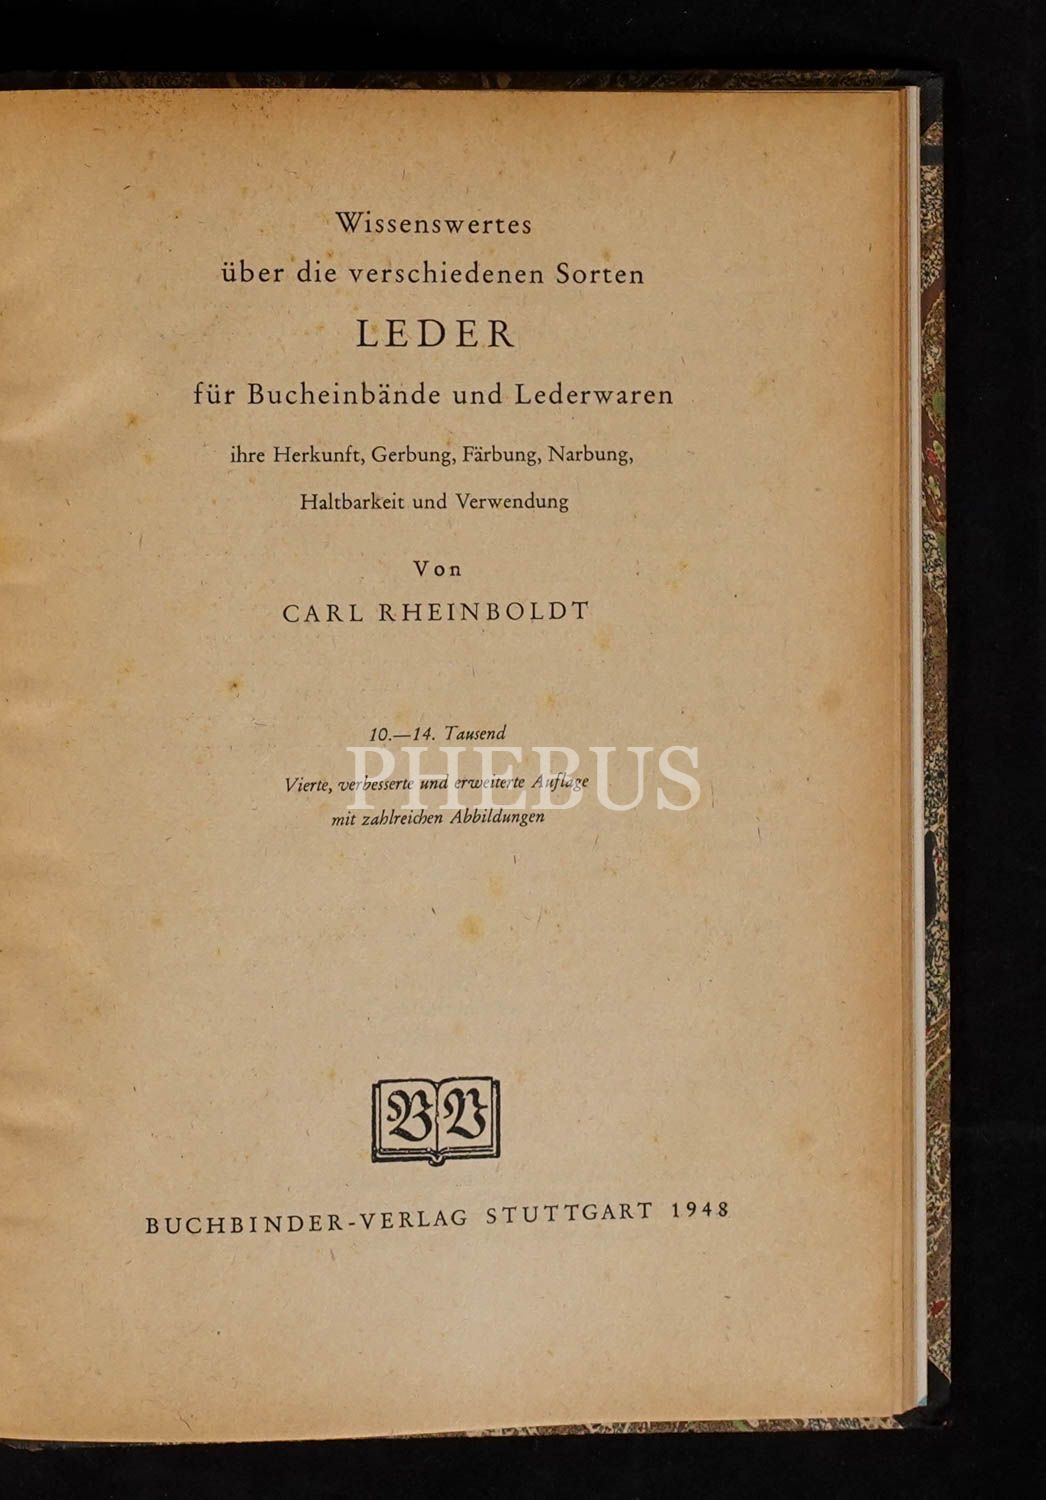 Wissenswertes
über die verschiedenen Sorten
LEDER
für Bucheinbände und Lederwaren
ihre Herkunft, Gerbung, Färbung, Narbung,
Haltbarkeit und Verwendung
Von
CARL RHEINBOLDT
10.—14. Tausend
PHEBUS
Vierte, verbesserte und erweiterte Auflage
mit zahlreichen Abbildungen
BV
BUCHBINDER-VERLAG STUTTGART 1948